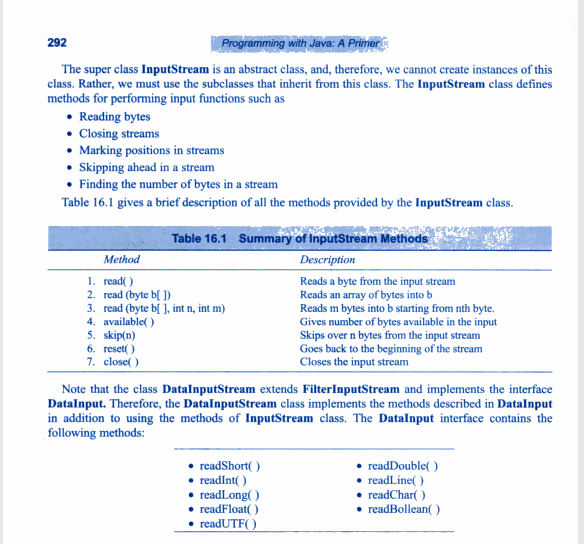 292
Programming with Java: A Primer
The super class InputStream is an abstract class, and, therefore, we cannot create instances of this
class. Rather, we must use the subclasses that inherit from this class. The InputStream class defines
methods for performing input functions such as
• Reading bytes
• Closing streams
• Marking positions in streams
• Skipping ahead in a stream
• Finding the number of bytes in a stream
Table 16.1 gives a brief description of all the methods provided by the InputStream class.
Table 16.1 Summary of InputStream Methods
Method Description
1. read( ) Reads a byte from the input stream
2. read (byte b[ ]) Reads an array of bytes into b
3. read (byte b[ ], int n, int m) Reads m bytes into b starting from nth byte.
4. available( ) Gives number of bytes available in the input
5. skip(n) Skips over n bytes from the input stream
6. reset( ) Goes back to the beginning of the stream
7. close( ) Closes the input stream
Note that the class DataInputStream extends FilterInputStream and implements the interface
DataInput. Therefore, the DataInputStream class implements the methods described in DataInput
in addition to using the methods of InputStream class. The DataInput interface contains the
following methods:
• readShort( ) • readDouble( )
• readInt( ) • readLine( )
• readLong( ) • readChar( )
• readFloat( ) • readBollean( )
• readUTF( )